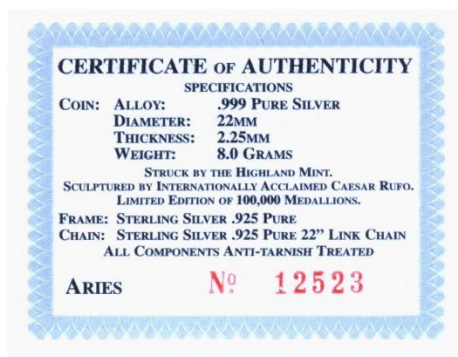 CERTIFICATE OF AUTHENTICITY
SPECIFICATIONS
COIN: ALLOY: .999 PURE SILVER
DIAMETER: 22MM
THICKNESS: 2.25MM
WEIGHT: 8.0 GRAMS
STRUCK BY THE HIGHLAND MINT.
SCULPTURED BY INTERNATIONALLY ACCLAIMED CAESAR RUFO.
LIMITED EDITION OF 100,000 MEDALLIONS.
FRAME: STERLING SILVER .925 PURE
CHAIN: STERLING SILVER .925 PURE 22” LINK CHAIN
ALL COMPONENTS ANTI-TARNISH TREATED
ARIES Nº 12523